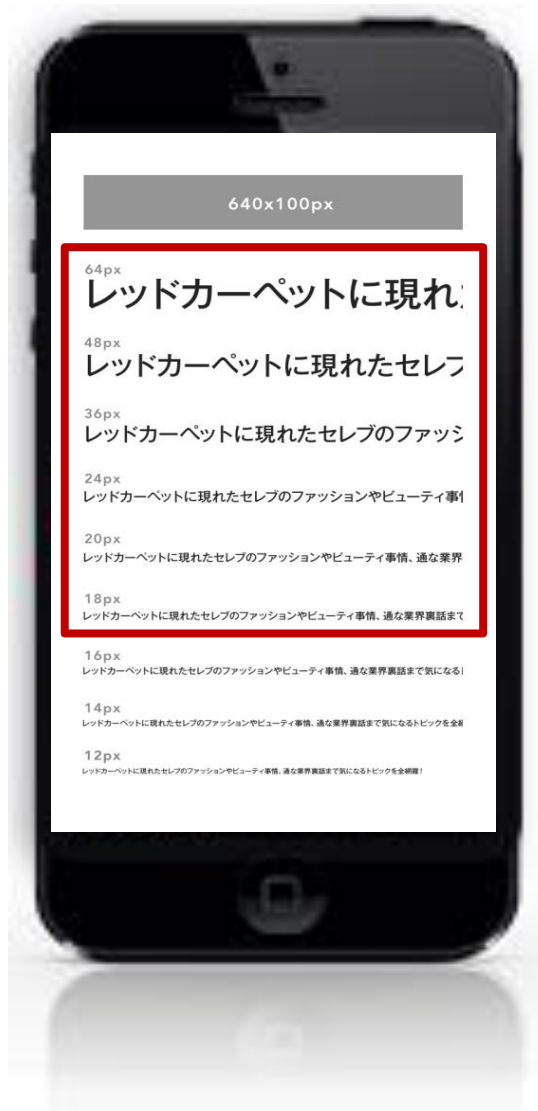 640x100px
64px
レッドカーペットに現れ
48px
レッドカーペットに現れたセレブ
36px
レッドカーペットに現れたセレブのファッシ
24px
レッドカーペットに現れたセレブのファッションやビューティ事
20px
レッドカーペットに現れたセレブのファッションやビューティ事情、通な業界
18px
レッドカーペットに現れたセレブのファッションやビューティ事情、通な業界裏話まで
16px
レッドカーペットに現れたセレブのファッションやビューティ事情、通な業界裏話まで気になる
14px
レッドカーペットに現れたセレブのファッションやビューティ事情、通な業界裏話まで気になるトピックを全
12px
レッドカーペットに現れたセレブのファッションやビューティ事情、通な業界裏話まで気になるトピックを全網羅！